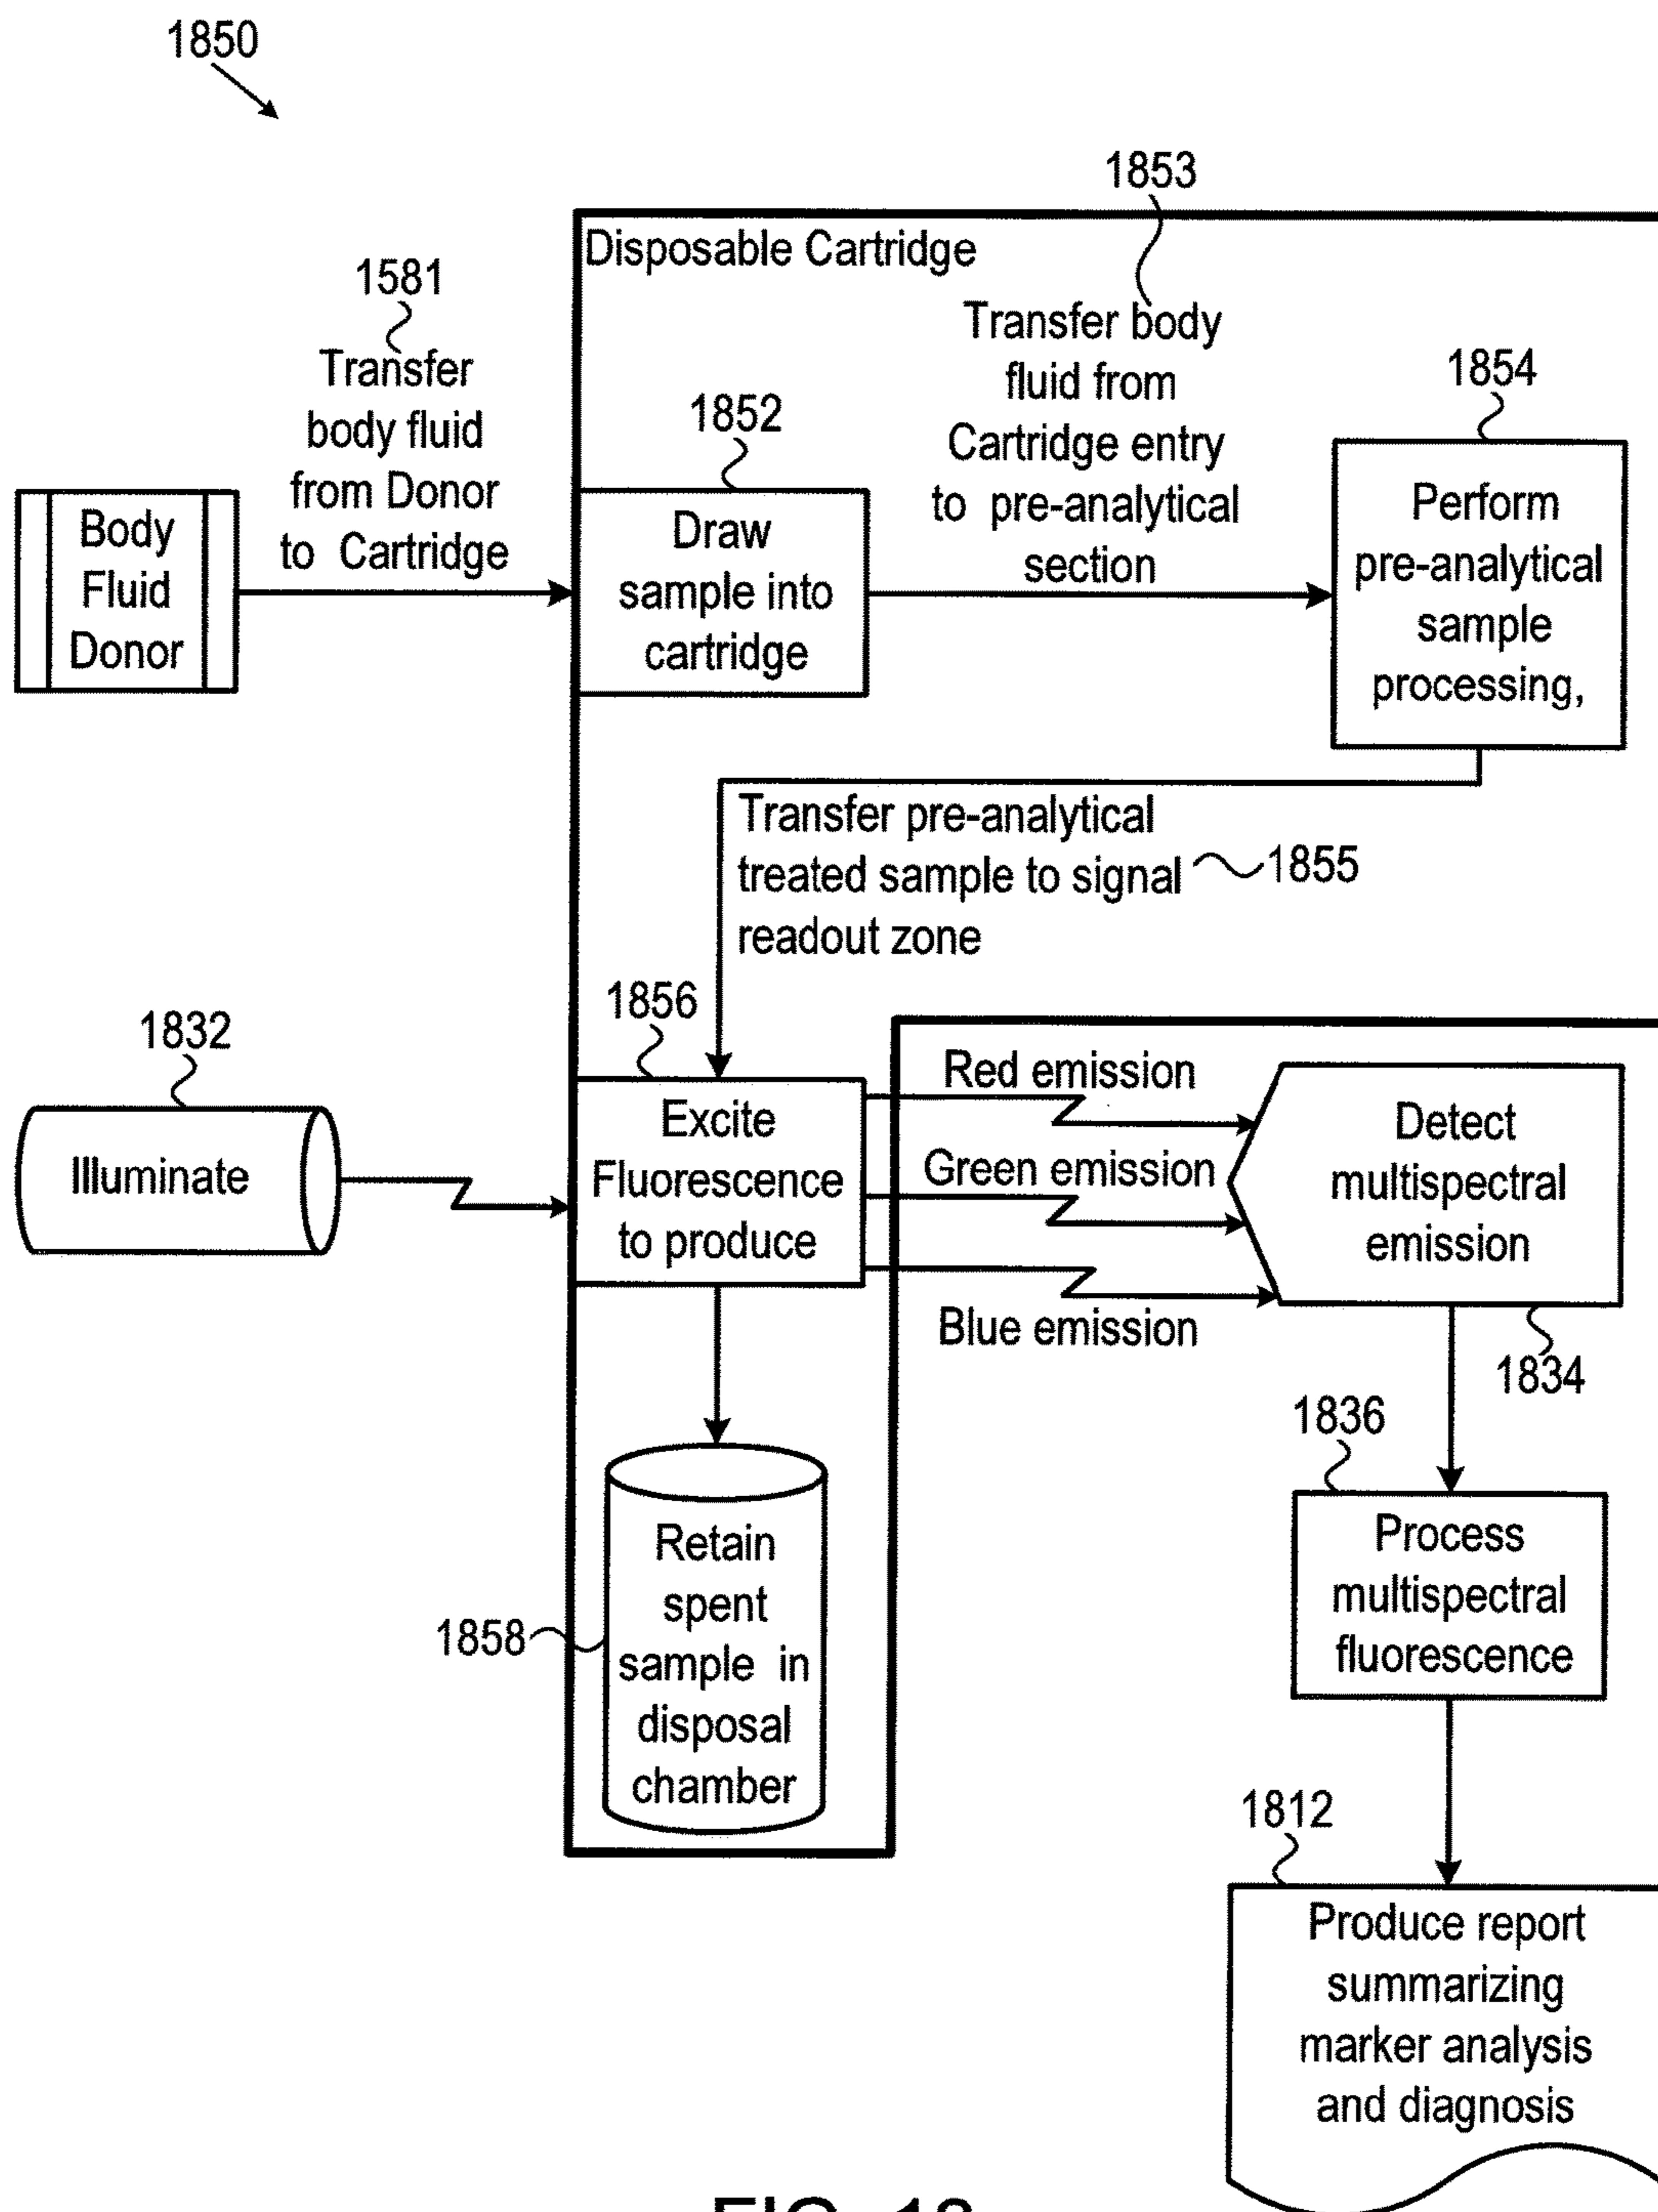 1850
1853
Disposable Cartridge
1581
Transfer
body fluid
from Donor
to Cartridge
Transfer body
fluid from
Cartridge entry
to pre-analytical
section
1852
1854
Body
Fluid
Donor
Draw
sample into
cartridge
Perform
pre-analytical
sample
processing,
Transfer pre-analytical
treated sample to signal
readout zone
1855
1856
1832
Illuminate
Excite
Fluorescence
to produce
Red emission
Green emission
Blue emission
Detect
multispectral
emission
1834
1836
Process
multispectral
fluorescence
Retain
spent
sample in
disposal
chamber
1858
1812
Produce report
summarizing
marker analysis
and diagnosis
FIG.